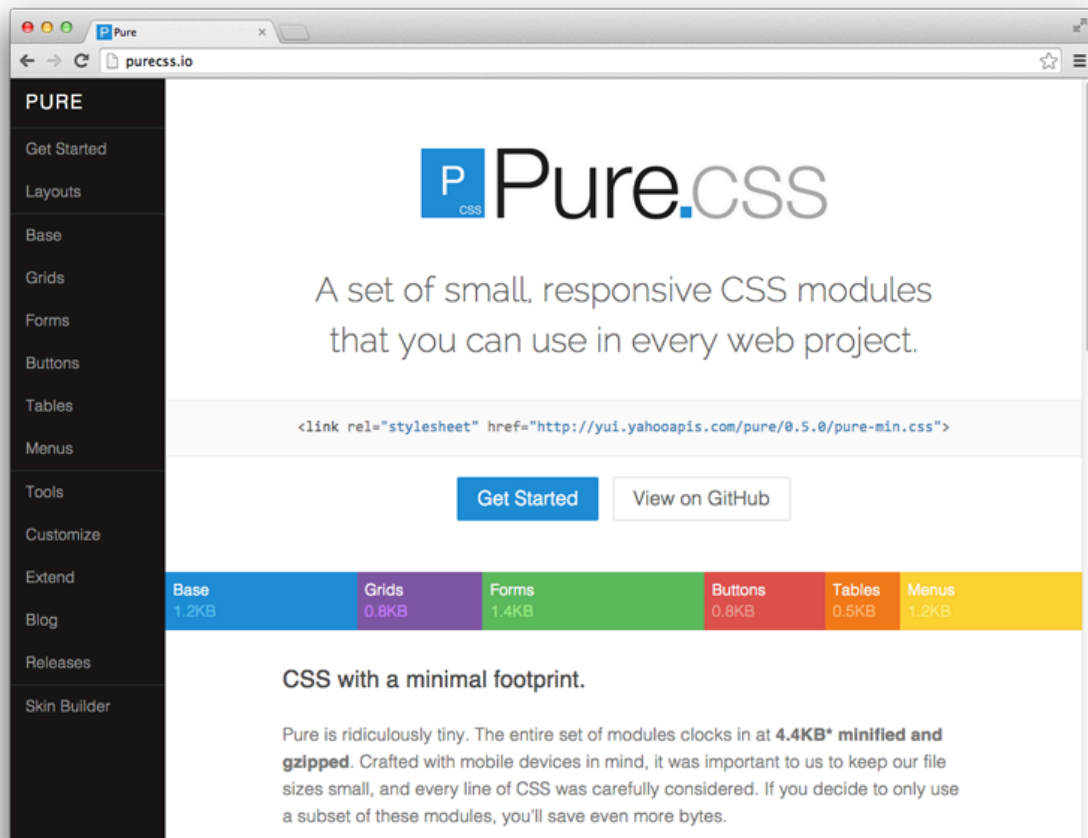 Pure
purecss.io
PURE
Get Started
Layouts
Base
Grids
Forms
Buttons
Tables
Menus
Tools
Customize
Extend
Blog
Releases
Skin Builder
P
CSS
Pure.css
A set of small, responsive CSS modules
that you can use in every web project.
<link rel="stylesheet" href="http://yui.yahooapis.com/pure/0.5.0/pure-min.css">
Get Started
View on GitHub
Base
1.2KB
Grids
0.8KB
Forms
1.4KB
Buttons
0.8KB
Tables
0.5KB
Menus
1.2KB
CSS with a minimal footprint.
Pure is ridiculously tiny. The entire set of modules clocks in at 4.4KB* minified and
gzipped. Crafted with mobile devices in mind, it was important to us to keep our file
sizes small, and every line of CSS was carefully considered. If you decide to only use
a subset of these modules, you'll save even more bytes.